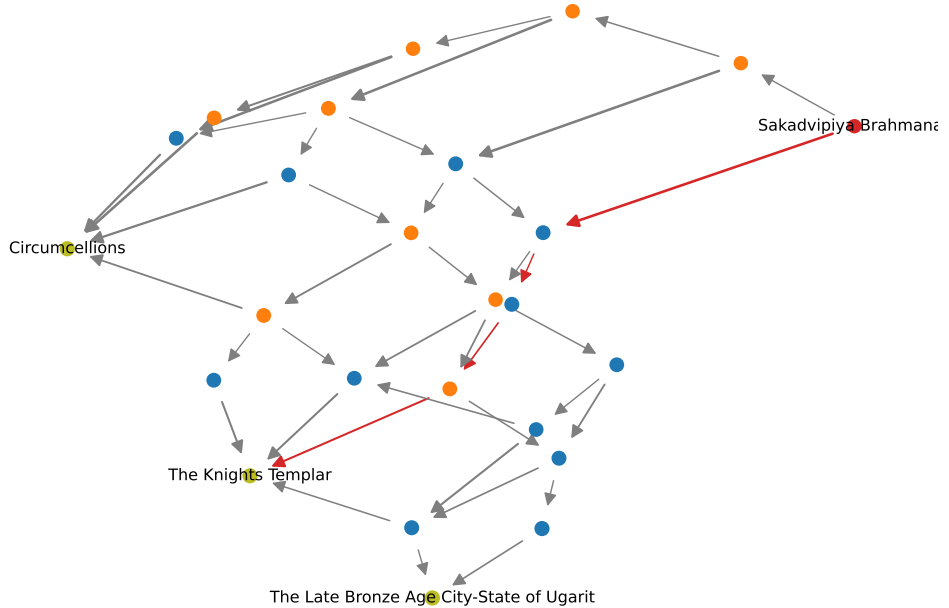 Sakadvipiya Brahmana
Circumcellions
The Knights Templar
The Late Bronze Age City-State of Ugarit